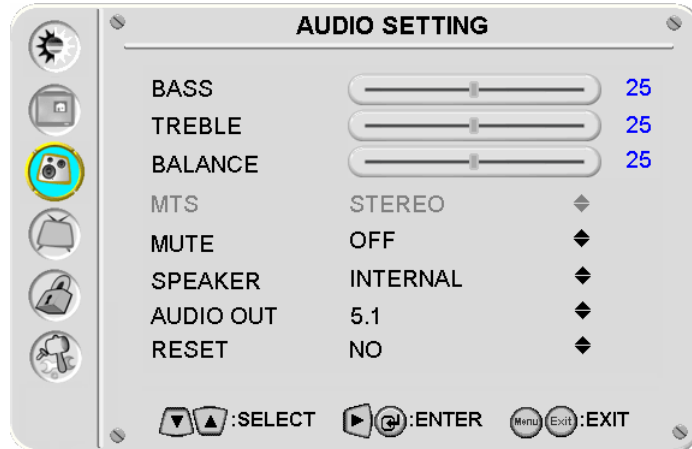 AUDIO SETTING
BASS 25
TREBLE 25
BALANCE 25
MTS STEREO
MUTE OFF
SPEAKER INTERNAL
AUDIO OUT 5.1
RESET NO
:SELECT :ENTER Menu Exit :EXIT